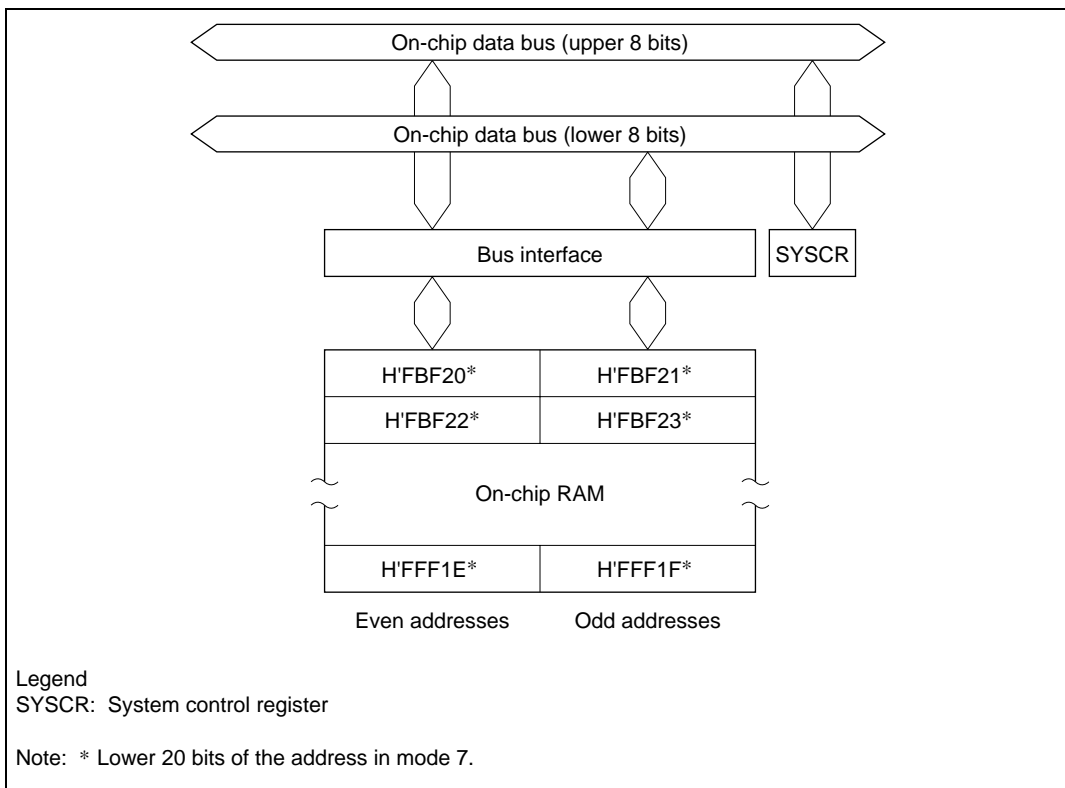 On-chip data bus (upper 8 bits)
On-chip data bus (lower 8 bits)
Bus interface
SYSCR
H'FBF20*
H'FBF21*
H'FBF22*
H'FBF23*
On-chip RAM
H'FFF1E*
H'FFF1F*
Even addresses
Odd addresses
Legend
SYSCR: System control register
Note: * Lower 20 bits of the address in mode 7.